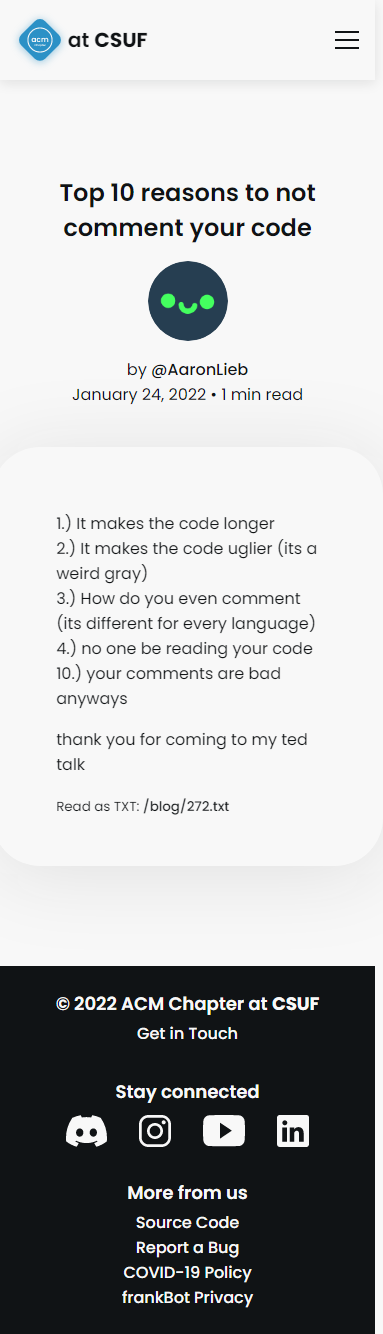 acm
at CSUF
Top 10 reasons to not
comment your code
by @AaronLieb
January 24, 2022 • 1 min read
1.) It makes the code longer
2.) It makes the code uglier (its a
weird gray)
3.) How do you even comment
(its different for every language)
4.) no one be reading your code
10.) your comments are bad
anyways
thank you for coming to my ted
talk
Read as TXT: /blog/272.txt
© 2022 ACM Chapter at CSUF
Get in Touch
Stay connected
in
More from us
Source Code
Report a Bug
COVID-19 Policy
frankBot Privacy